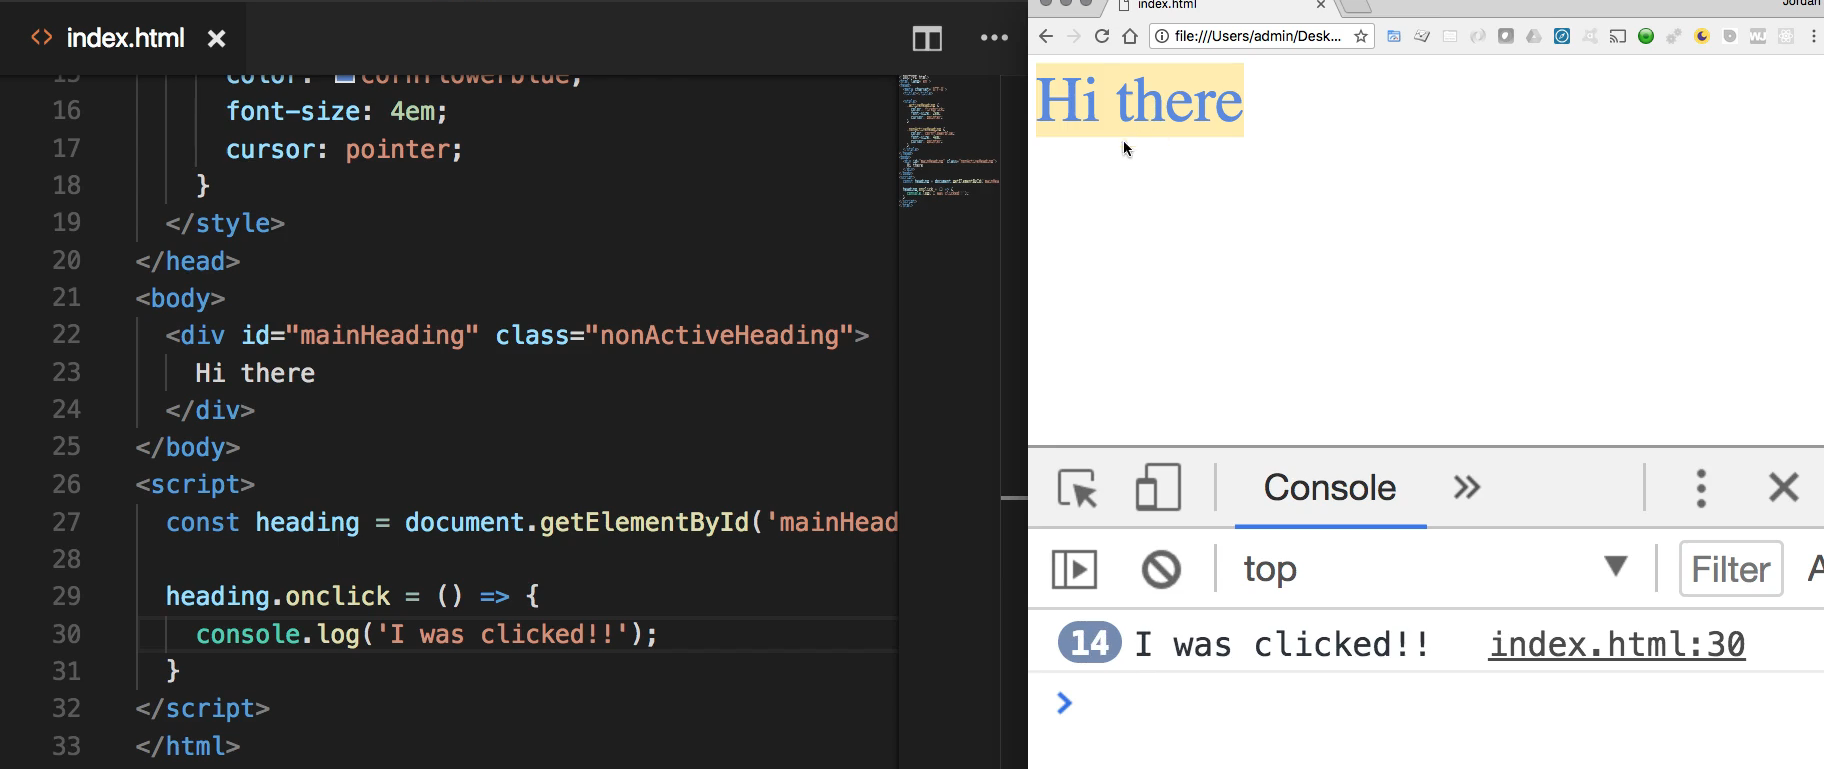 index.html
15 color: cornflowerblue;
16 font-size: 4em;
17 cursor: pointer;
18 }
19 </style>
20 </head>
21 <body>
22 <div id="mainHeading" class="nonActiveHeading">
23 Hi there
24 </div>
25 </body>
26 <script>
27 const heading = document.getElementById('mainHead
28
29 heading.onclick = () => {
30 console.log('I was clicked!!');
31 }
32 </script>
33 </html>
index.html
Jordan
file:///Users/admin/Desk...
Hi there
Console
top
Filter
14 I was clicked!! index.html:30